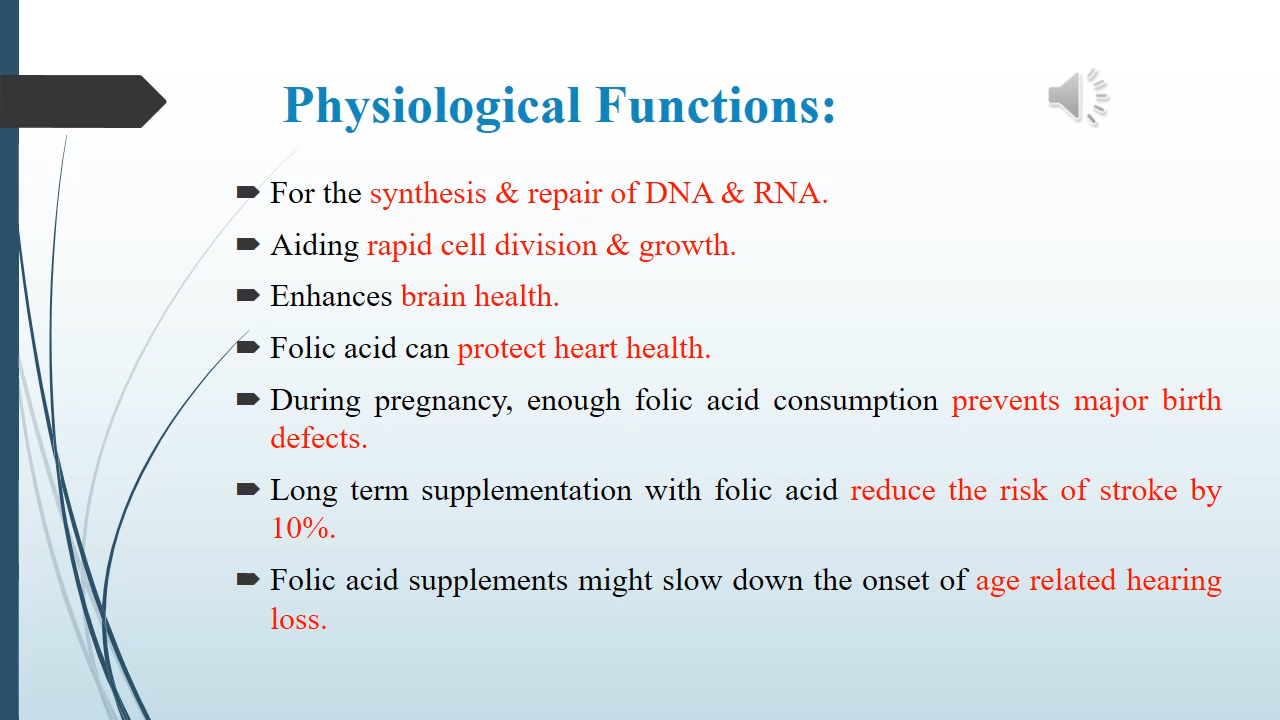 Physiological Functions:
For the synthesis & repair of DNA & RNA.
Aiding rapid cell division & growth.
Enhances brain health.
Folic acid can protect heart health.
During pregnancy, enough folic acid consumption prevents major birth
defects.
Long term supplementation with folic acid reduce the risk of stroke by
10%.
Folic acid supplements might slow down the onset of age related hearing
loss.